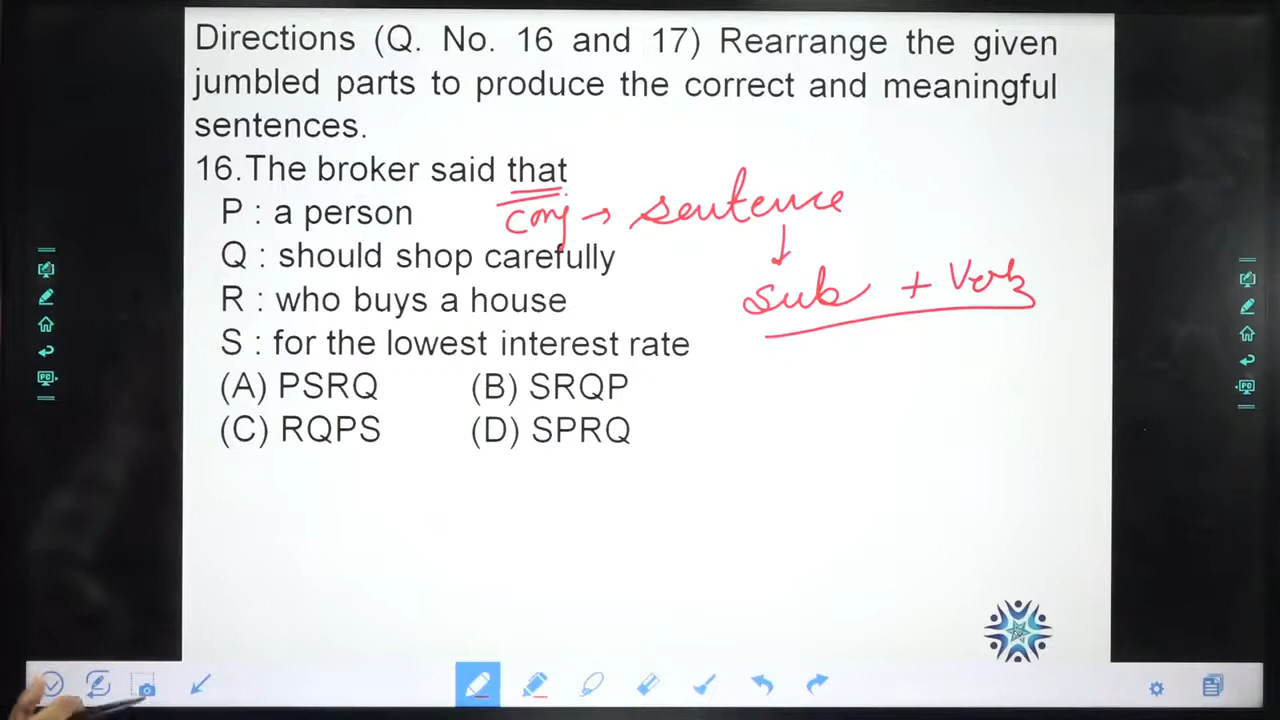 Directions (Q. No. 16 and 17) Rearrange the given
jumbled parts to produce the correct and meaningful
sentences.
16.The broker said that
P : a person
conj → sentence
Q : should shop carefully
sub + Verb
R : who buys a house
S : for the lowest interest rate
(A) PSRQ (B) SRQP
(C) RQPS (D) SPRQ